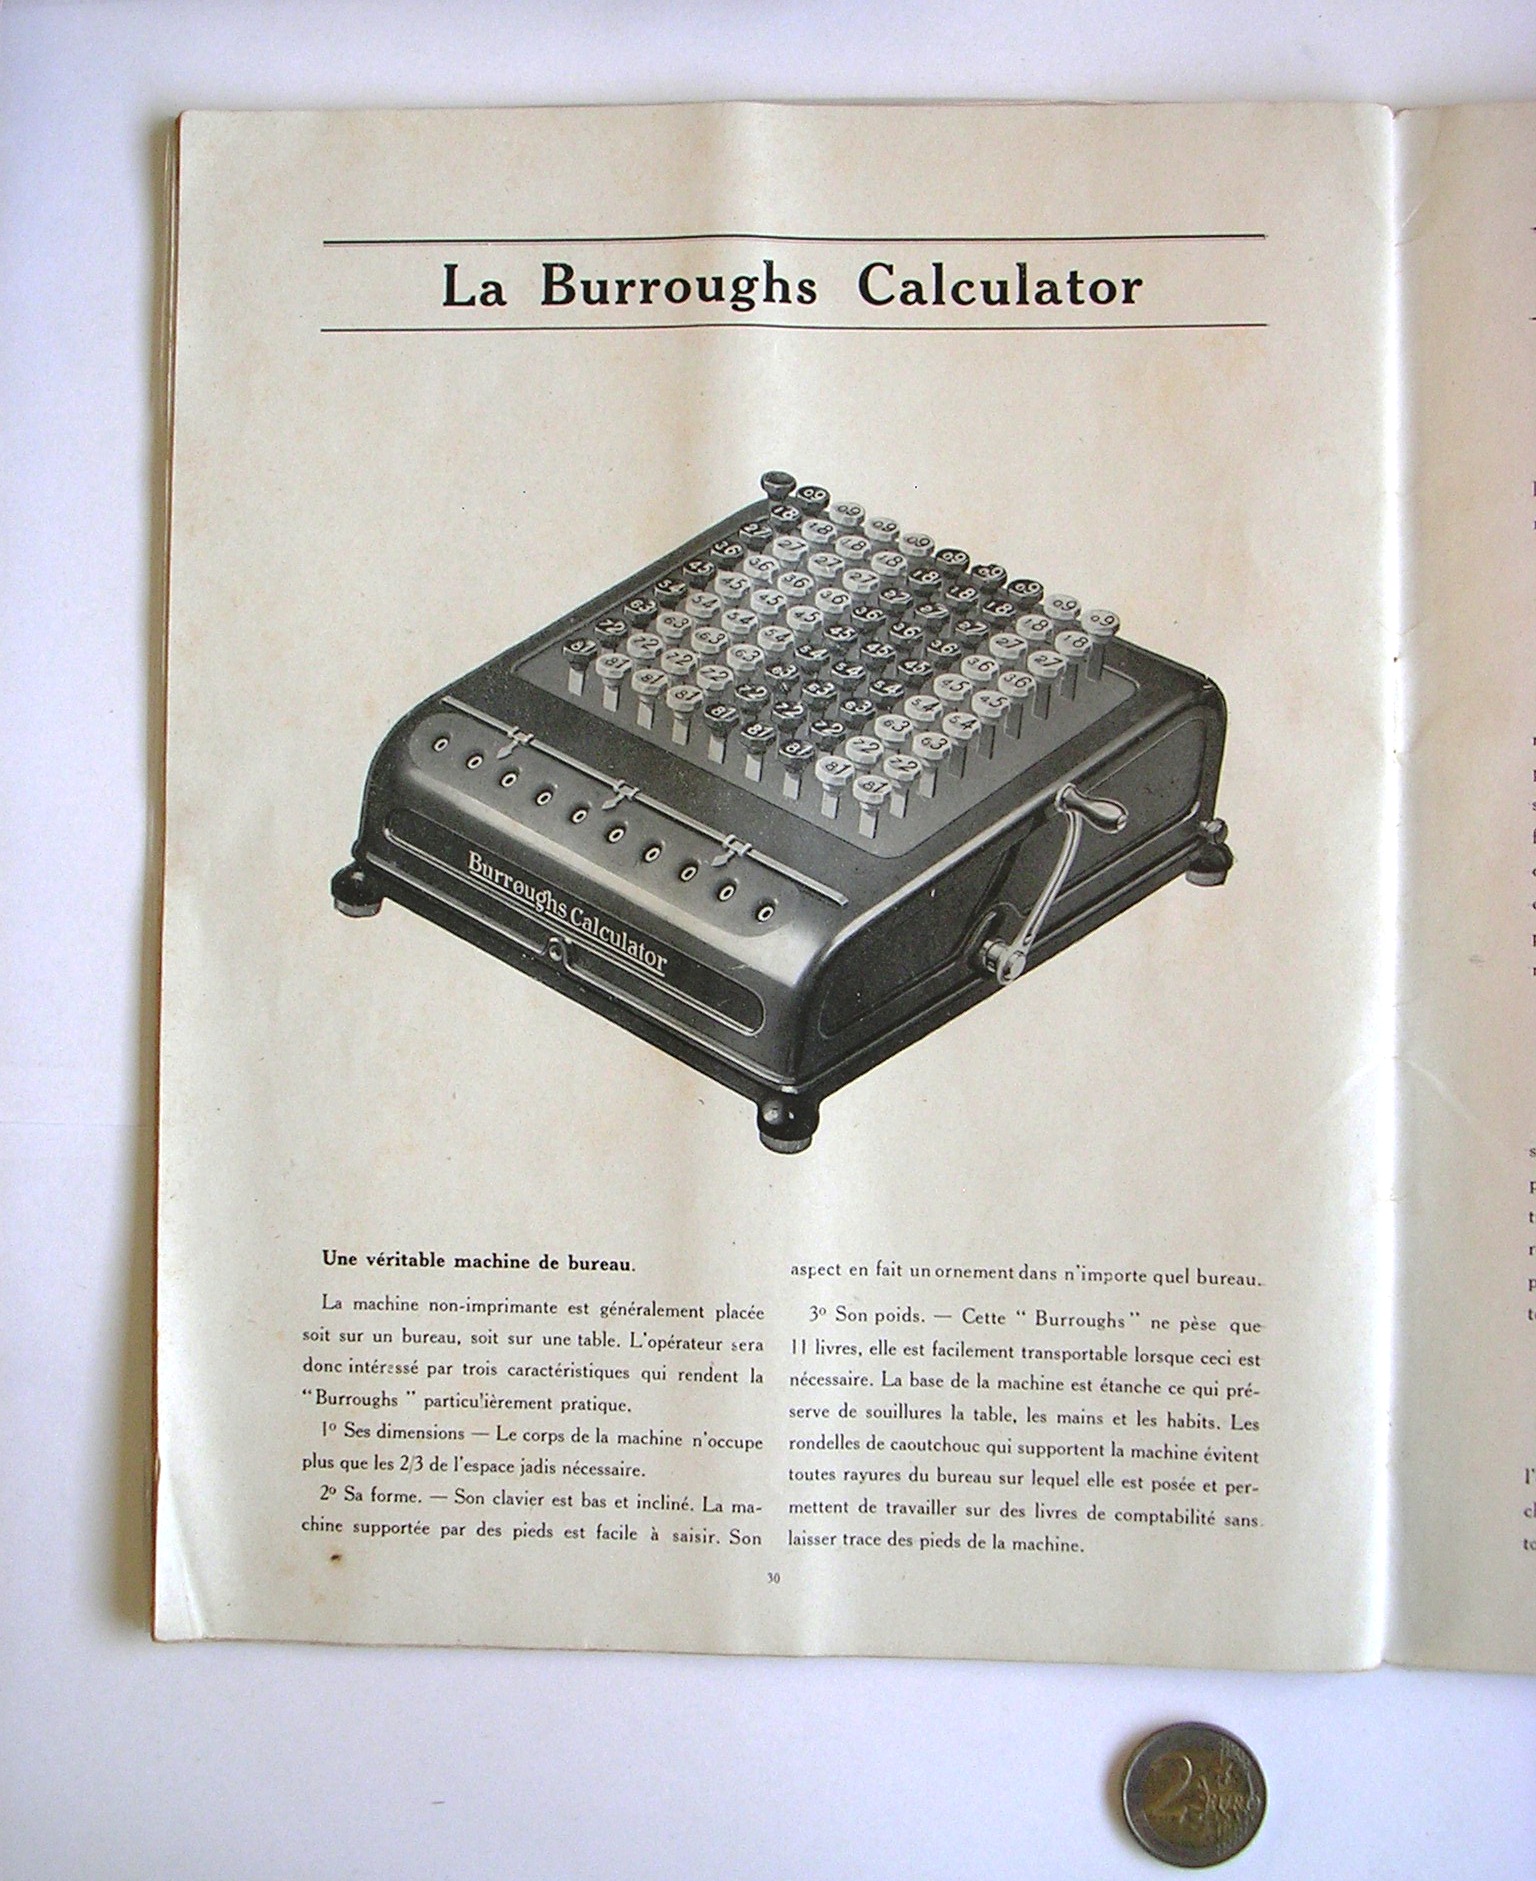 La Burroughs Calculator
Burroughs Calculator
Une véritable machine de bureau.
La machine non-imprimante est généralement placée
soit sur un bureau, soit sur une table. L'opérateur sera
donc intéressé par trois caractéristiques qui rendent la
“Burroughs” particulièrement pratique.
1º Ses dimensions — Le corps de la machine n'occupe
plus que les 2/3 de l'espace jadis nécessaire.
2º Sa forme. — Son clavier est bas et incliné. La ma-
chine supportée par des pieds est facile à saisir. Son
aspect en fait un ornement dans n'importe quel bureau.
3º Son poids. — Cette “Burroughs” ne pèse que
11 livres, elle est facilement transportable lorsque ceci est
nécessaire. La base de la machine est étanche ce qui pré-
serve de souillures la table, les mains et les habits. Les
rondelles de caoutchouc qui supportent la machine évitent
toutes rayures du bureau sur lequel elle est posée et per-
mettent de travailler sur des livres de comptabilité sans
laisser trace des pieds de la machine.
30
2 EURO